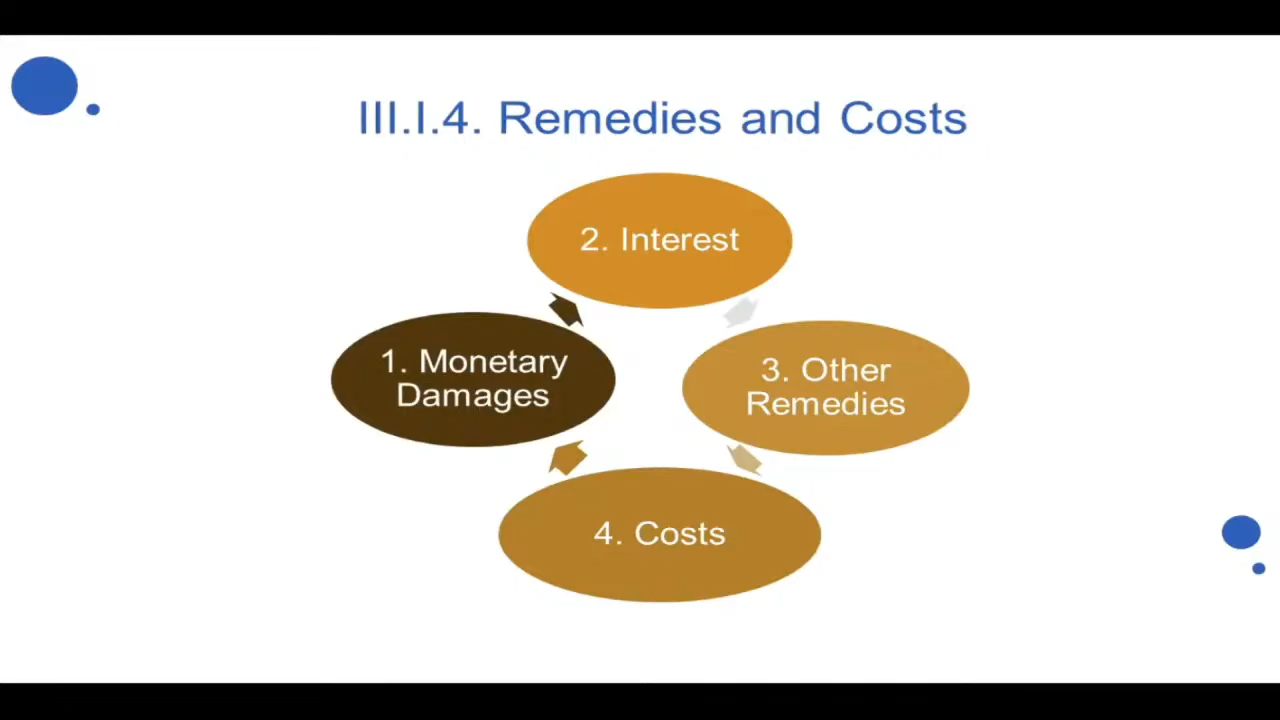 III.I.4. Remedies and Costs
2. Interest
1. Monetary
Damages
3. Other
Remedies
4. Costs